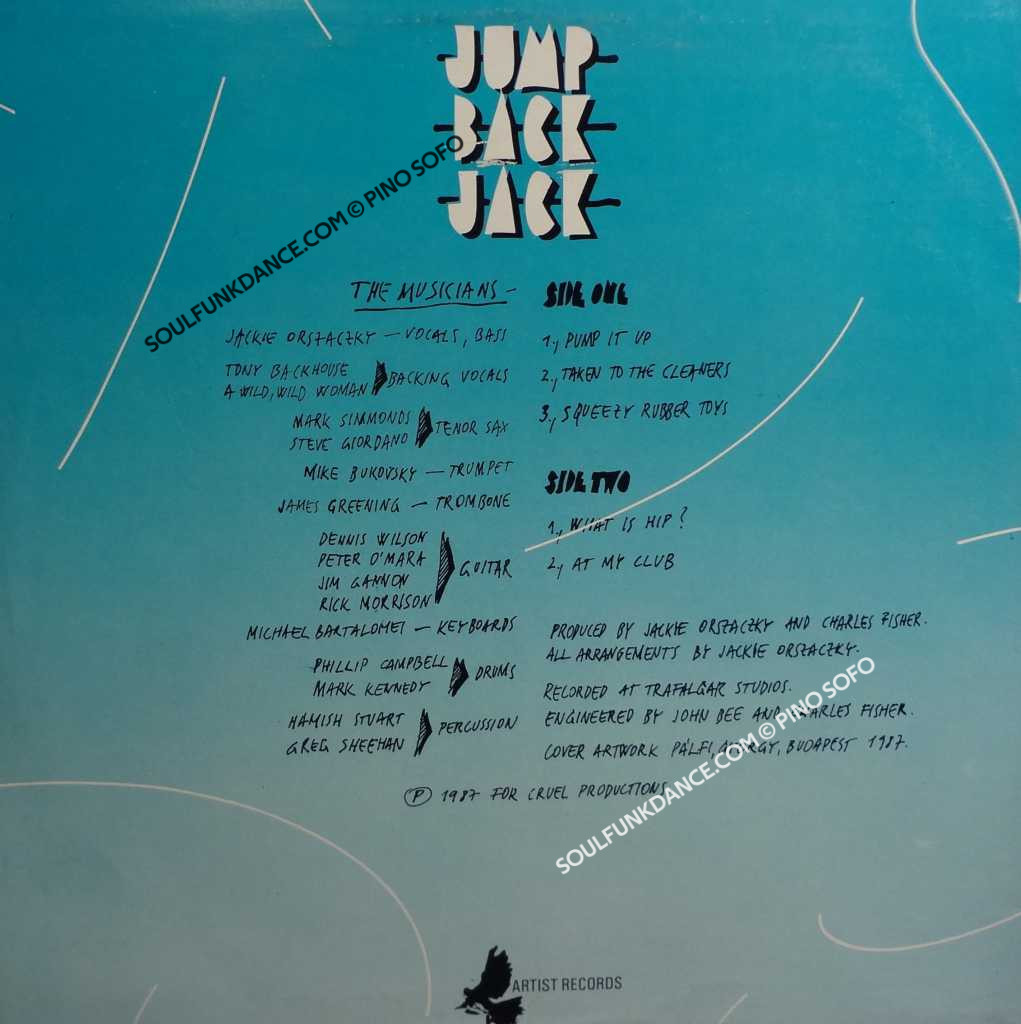 JUMP
BACK
JACK
THE MUSICIANS -
JACKIE ORSZACZKY — VOCALS, BASS
TONY BACKHOUSE
A WILD, WILD WOMAN
BACKING VOCALS
MARK SIMMONDS
STEVE GIORDANO
TENOR SAX
MIKE BUKOVSKY — TRUMPET
JAMES GREENING — TROMBONE
DENNIS WILSON
PETER O'MARA
JIM GANNON
RICK MORRISON
GUITAR
MICHAEL BARTALOMEI — KEYBOARDS
PHILLIP CAMPBELL
MARK KENNEDY
DRUMS
HAMISH STUART
GREG SHEEHAN
PERCUSSION
SIDE ONE
1., PUMP IT UP
2., TAKEN TO THE CLEANERS
3., SQUEEZY RUBBER TOYS
SIDE TWO
1., WHAT IS HIP?
2., AT MY CLUB
PRODUCED BY JACKIE ORSZACZKY AND CHARLES FISHER.
ALL ARRANGEMENTS BY JACKIE ORSZACZKY.
RECORDED AT TRAFALGAR STUDIOS.
ENGINEERED BY JOHN BEE AND CHARLES FISHER.
COVER ARTWORK PÁLFI, GYÖRGY, BUDAPEST 1987.
Ⓟ 1987 FOR CRUEL PRODUCTIONS
ARTIST RECORDS
SOULFUNKDANCE.COM © PINO SOFO
SOULFUNKDANCE.COM © PINO SOFO